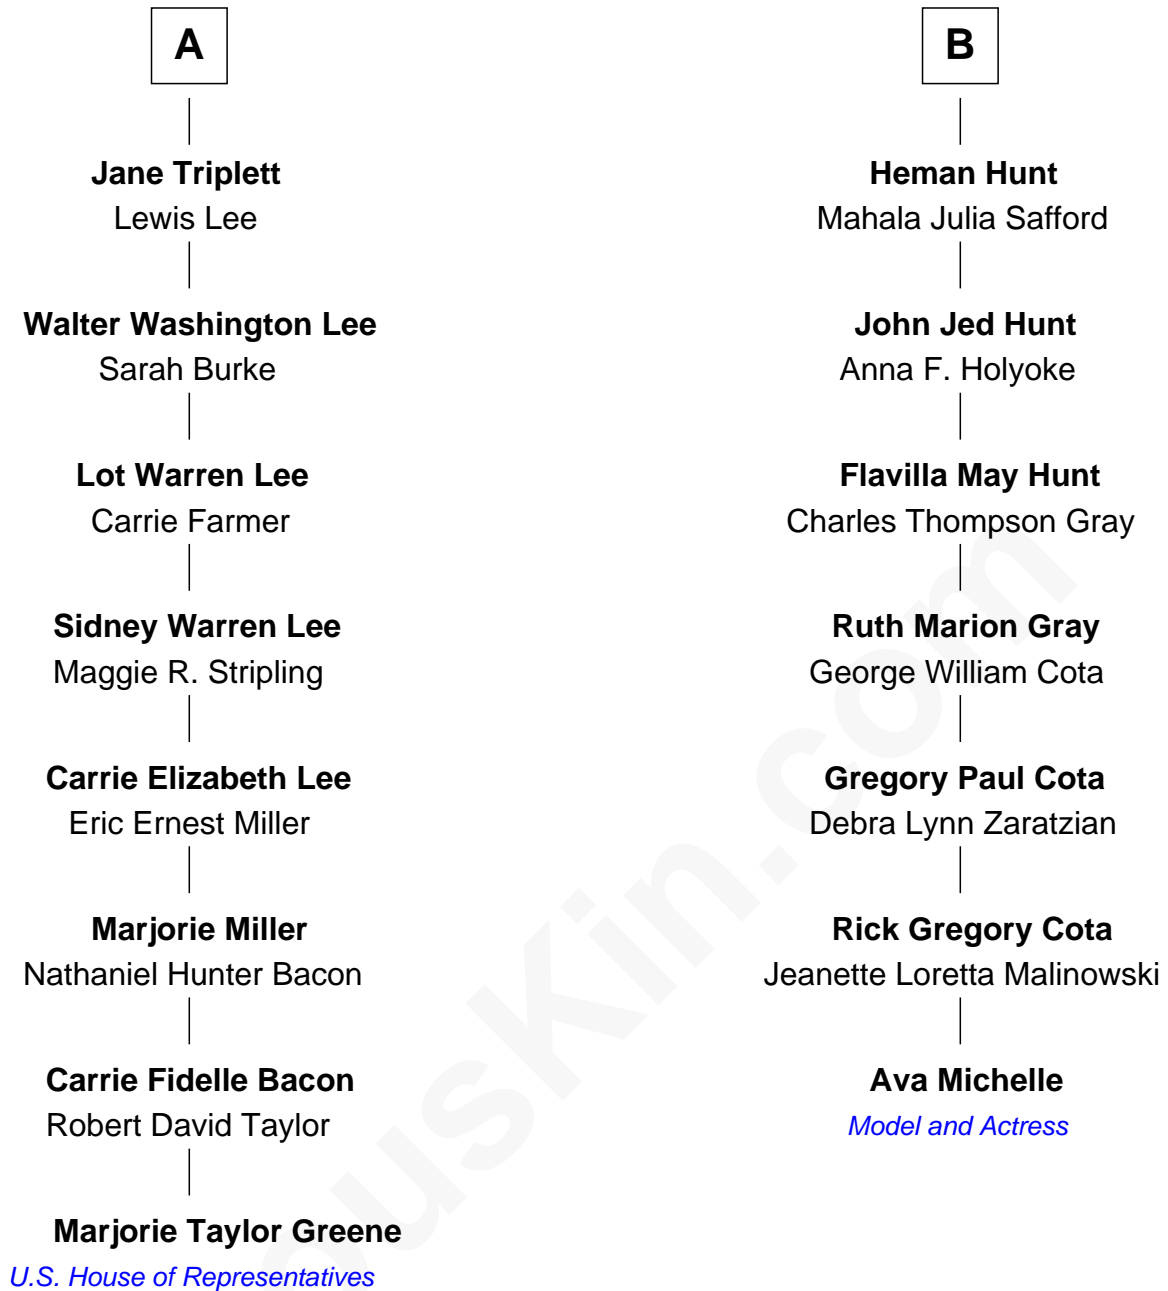 A
B
Jane Triplett
Lewis Lee
Heman Hunt
Mahala Julia Safford
Walter Washington Lee
Sarah Burke
John Jed Hunt
Anna F. Holyoke
Lot Warren Lee
Carrie Farmer
Flavilla May Hunt
Charles Thompson Gray
Sidney Warren Lee
Maggie R. Stripling
Ruth Marion Gray
George William Cota
Carrie Elizabeth Lee
Eric Ernest Miller
Gregory Paul Cota
Debra Lynn Zaratzian
Marjorie Miller
Nathaniel Hunter Bacon
Rick Gregory Cota
Jeanette Loretta Malinowski
Carrie Fidelle Bacon
Robert David Taylor
Ava Michelle
Model and Actress
Marjorie Taylor Greene
U.S. House of Representatives
ousKin.com